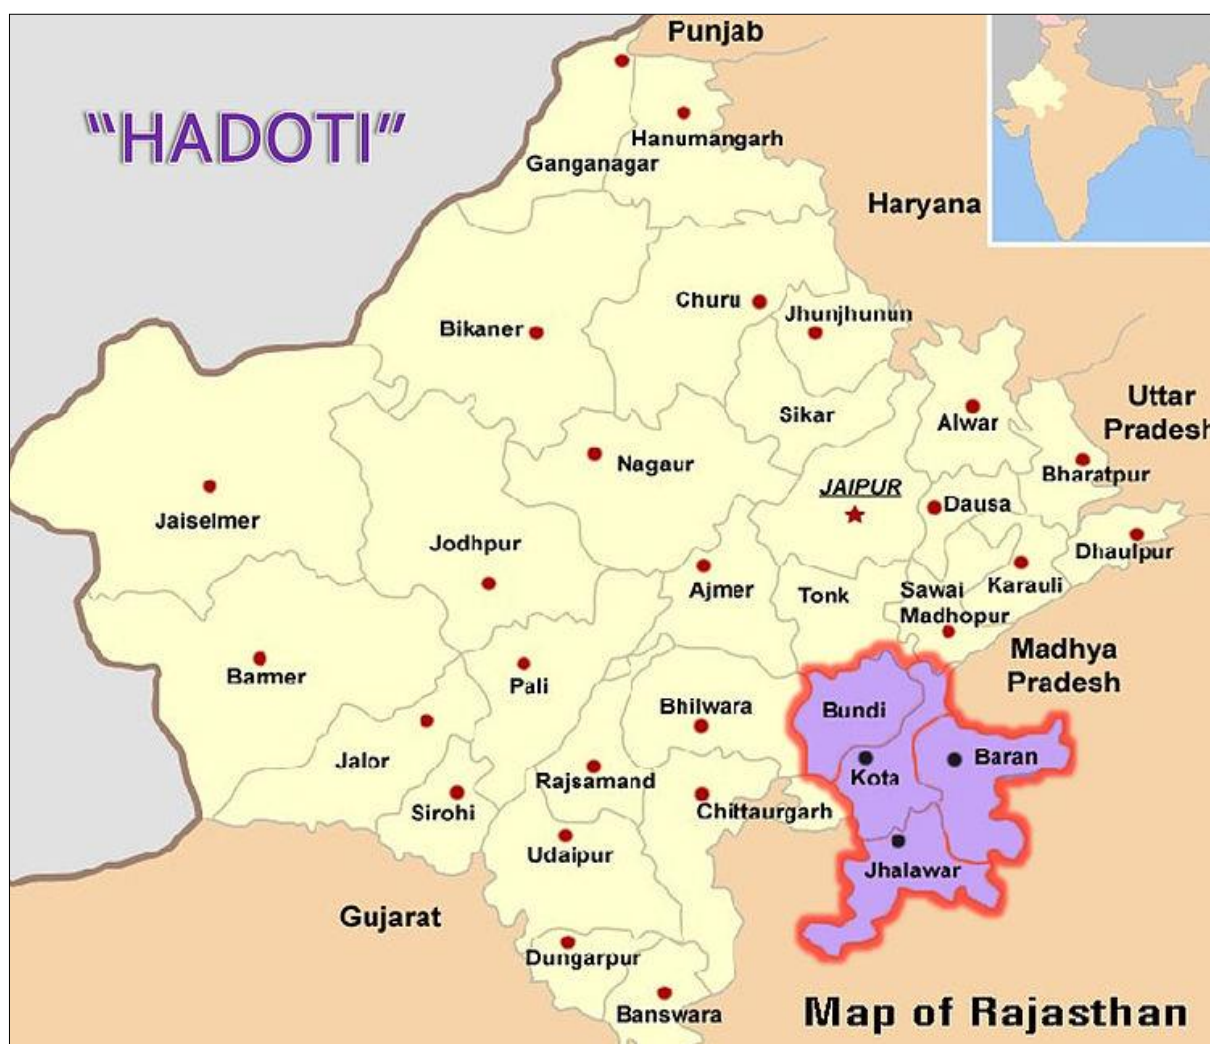 Punjab
“HADOTI”
Hanumangarh
Ganganagar
Haryana
Churu
Jhunjhunun
Bikaner
Uttar
Pradesh
Sikar
Alwar
Nagaur
Bharatpur
JAIPUR
Dausa
Jaiselmer
Jodhpur
Dhaulpur
Ajmer
Tonk
Sawai
Madhopur
Karauli
Madhya
Pradesh
Barmer
Pali
Bhilwara
Bundi
Jalor
Baran
Rajsamand
Kota
Sirohi
Chittaurgarh
Udaipur
Jhalawar
Gujarat
Dungarpur
Banswara
Map of Rajasthan